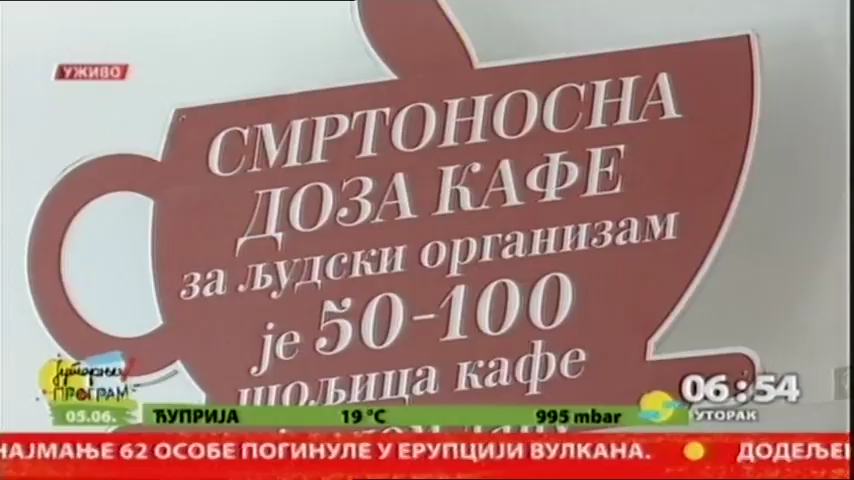 УЖИВО
СМРТОНОСНА
ДОЗА КАФЕ
за људски организам
је 50-100
шољица кафе
јутарњи
ПРОГРАМ
06:54
05.06. ЋУПРИЈА 19 °C 995 mbar УТОРАК
НАЈМАЊЕ 62 ОСОБЕ ПОГИНУЛЕ У ЕРУПЦИЈИ ВУЛКАНА.